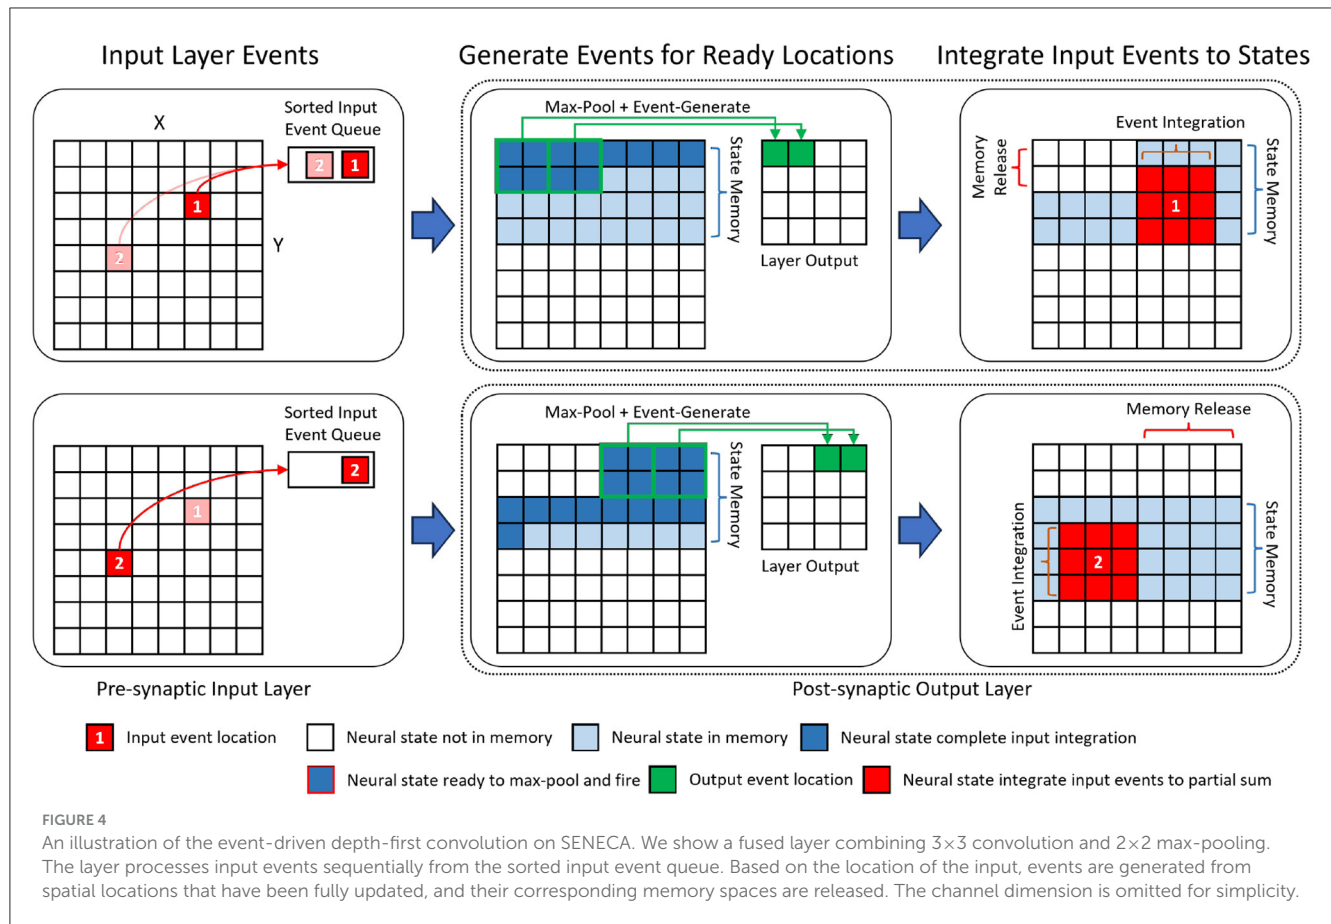 Input Layer Events
Generate Events for Ready Locations
Integrate Input Events to States
X
Sorted Input
Event Queue
2 1
1
2
Y
Max-Pool + Event-Generate
State Memory
Layer Output
Event Integration
Memory
Release
1
State Memory
Sorted Input
Event Queue
2
1
2
Max-Pool + Event-Generate
State Memory
Layer Output
Memory Release
Event Integration
2
State Memory
Pre-synaptic Input Layer
Post-synaptic Output Layer
1 Input event location
Neural state not in memory
Neural state in memory
Neural state complete input integration
Neural state ready to max-pool and fire
Output event location
Neural state integrate input events to partial sum
FIGURE 4
An illustration of the event-driven depth-first convolution on SENECA. We show a fused layer combining 3×3 convolution and 2×2 max-pooling.
The layer processes input events sequentially from the sorted input event queue. Based on the location of the input, events are generated from
spatial locations that have been fully updated, and their corresponding memory spaces are released. The channel dimension is omitted for simplicity.